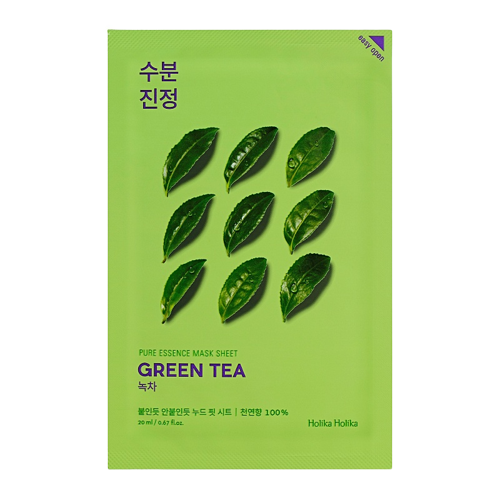 easy open
수분
진정
PURE ESSENCE MASK SHEET
GREEN TEA
녹차
붙인듯 안붙인듯 누드 핏 시트 | 천연향 100%
20 ml / 0.67 fl.oz.
Holika Holika